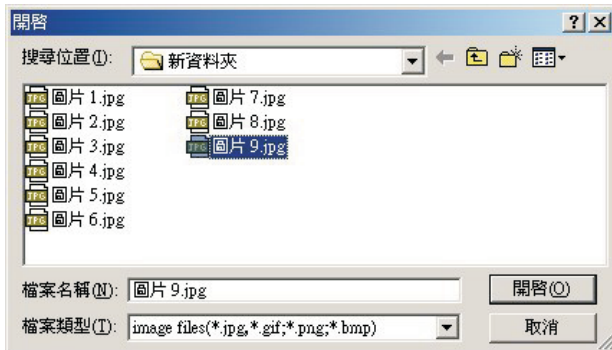 開啓
搜尋位置(I): 新資料夾
圖片 1.jpg
圖片 2.jpg
圖片 3.jpg
圖片 4.jpg
圖片 5.jpg
圖片 6.jpg
圖片 7.jpg
圖片 8.jpg
圖片 9.jpg
檔案名稱(N): 圖片 9.jpg 開啓(O)
檔案類型(T): image files(*.jpg,*.gif;*.png;*.bmp) 取消